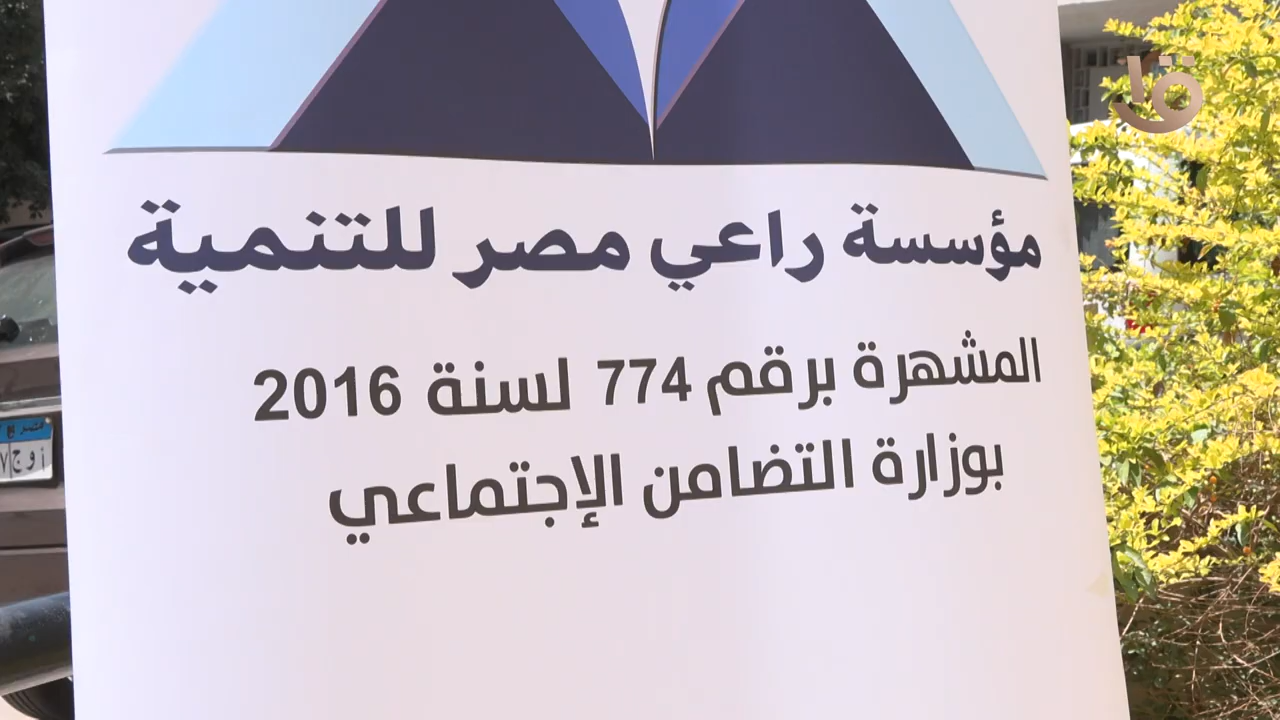 مؤسسة راعي مصر للتنمية
المشهرة برقم 774 لسنة 2016
بوزارة التضامن الإجتماعي
أ و ج